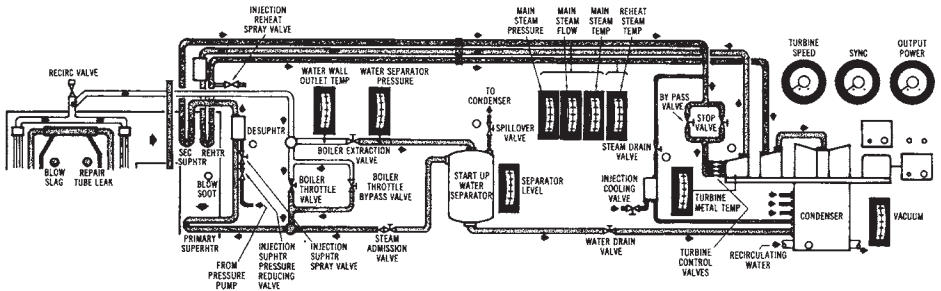 INJECTION
REHEAT
SPRAY VALVE
MAIN
STEAM
PRESSURE
MAIN
STEAM
FLOW
MAIN
STEAM
TEMP
REHEAT
STEAM
TEMP
TURBINE
SPEED
SYNC
OUTPUT
POWER
RECIRC VALVE
WATER WALL
OUTLET TEMP
WATER SEPARATOR
PRESSURE
TO
CONDENSER
SPILLOVER
VALVE
BY PASS
VALVE
STOP
VALVE
STEAM DRAIN
VALVE
DESUPHTR
BOILER EXTRACTION
VALVE
SEC
SUPHTR
REHTR
BLOW
SLAG
REPAIR
TUBE LEAK
BLOW
SOOT
BOILER
THROTTLE
VALVE
BOILER
THROTTLE
BYPASS VALVE
START UP
WATER
SEPARATOR
SEPARATOR
LEVEL
INJECTION
COOLING
VALVE
TURBINE
METAL TEMP
CONDENSER
VACUUM
PRIMARY
SUPERHTR
FROM
PRESSURE
PUMP
INJECTION
SUPHTR
PRESSURE
REDUCING
VALVE
INJECTION
SUPHTR
SPRAY VALVE
STEAM
ADMISSION
VALVE
WATER DRAIN
VALVE
TURBINE
CONTROL
VALVES
RECIRCULATING
WATER